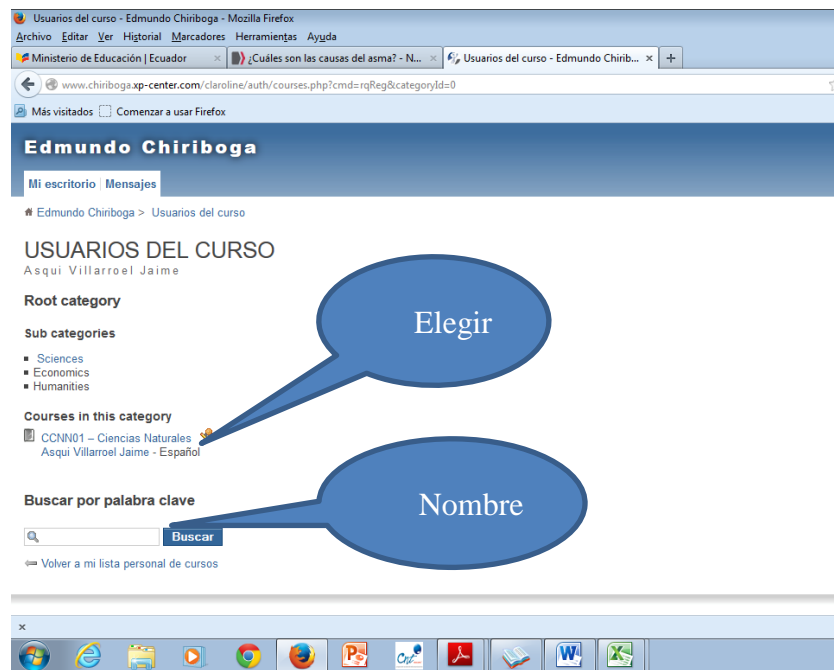 Usuarios del curso - Edmundo Chiriboga - Mozilla Firefox
Archivo Editar Ver Historial Marcadores Herramientas Ayuda
Ministerio de Educación | Ecuador × ¿Cuáles son las causas del asma? - N... × Usuarios del curso - Edmundo Chirib... × +
www.chiriboga.xp-center.com/claroline/auth/courses.php?cmd=rqReg&categoryId=0
Más visitados Comenzar a usar Firefox
Edmundo Chiriboga
Mi escritorio Mensajes
Edmundo Chiriboga > Usuarios del curso
USUARIOS DEL CURSO
Asqui Villarroel Jaime
Root category
Elegir
Sub categories
Sciences
Economics
Humanities
Courses in this category
CCNN01 – Ciencias Naturales
Asqui Villarroel Jaime - Español
Buscar por palabra clave
Nombre
Buscar
Volver a mi lista personal de cursos
x